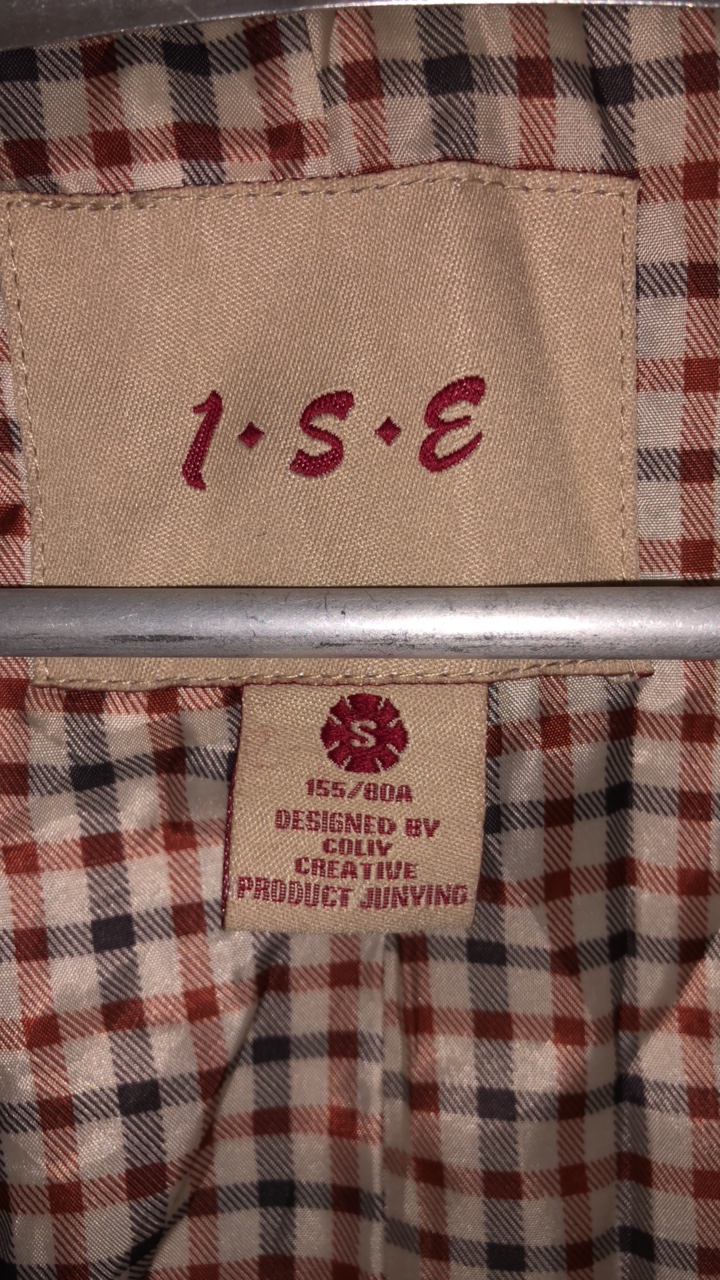 1·S·E
S
155/80A
DESIGNED BY
COLIY
CREATIVE
PRODUCT JUNYING